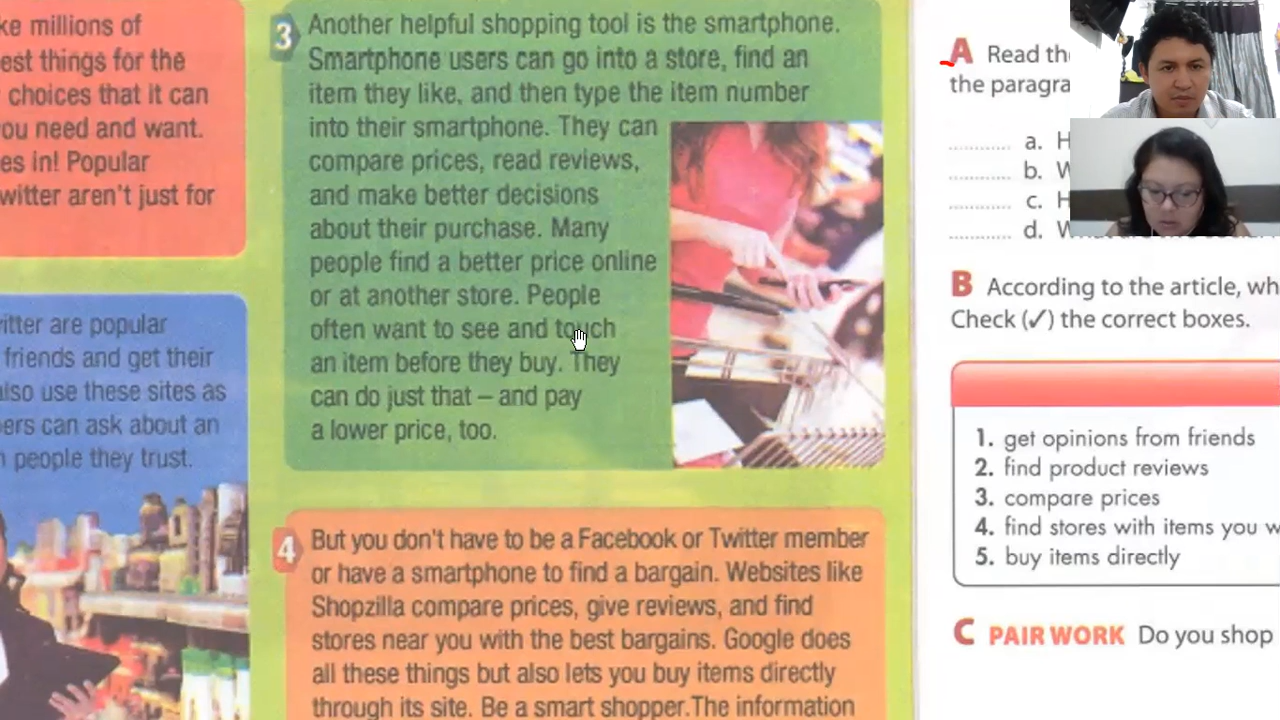 ke millions of
est things for the
choices that it can
ou need and want.
es in! Popular
witter aren't just for
itter are popular
friends and get their
also use these sites as
ers can ask about an
people they trust.
3
Another helpful shopping tool is the smartphone.
Smartphone users can go into a store, find an
item they like, and then type the item number
into their smartphone. They can
compare prices, read reviews,
and make better decisions
about their purchase. Many
people find a better price online
or at another store. People
often want to see and touch
an item before they buy. They
can do just that – and pay
a lower price, too.
4
But you don't have to be a Facebook or Twitter member
or have a smartphone to find a bargain. Websites like
Shopzilla compare prices, give reviews, and find
stores near you with the best bargains. Google does
all these things but also lets you buy items directly
through its site. Be a smart shopper.The information
A Read the
the paragra
a. H
b. W
c. H
d.
B According to the article, wh
Check (✓) the correct boxes.
1. get opinions from friends
2. find product reviews
3. compare prices
4. find stores with items you w
5. buy items directly
C PAIR WORK Do you shop